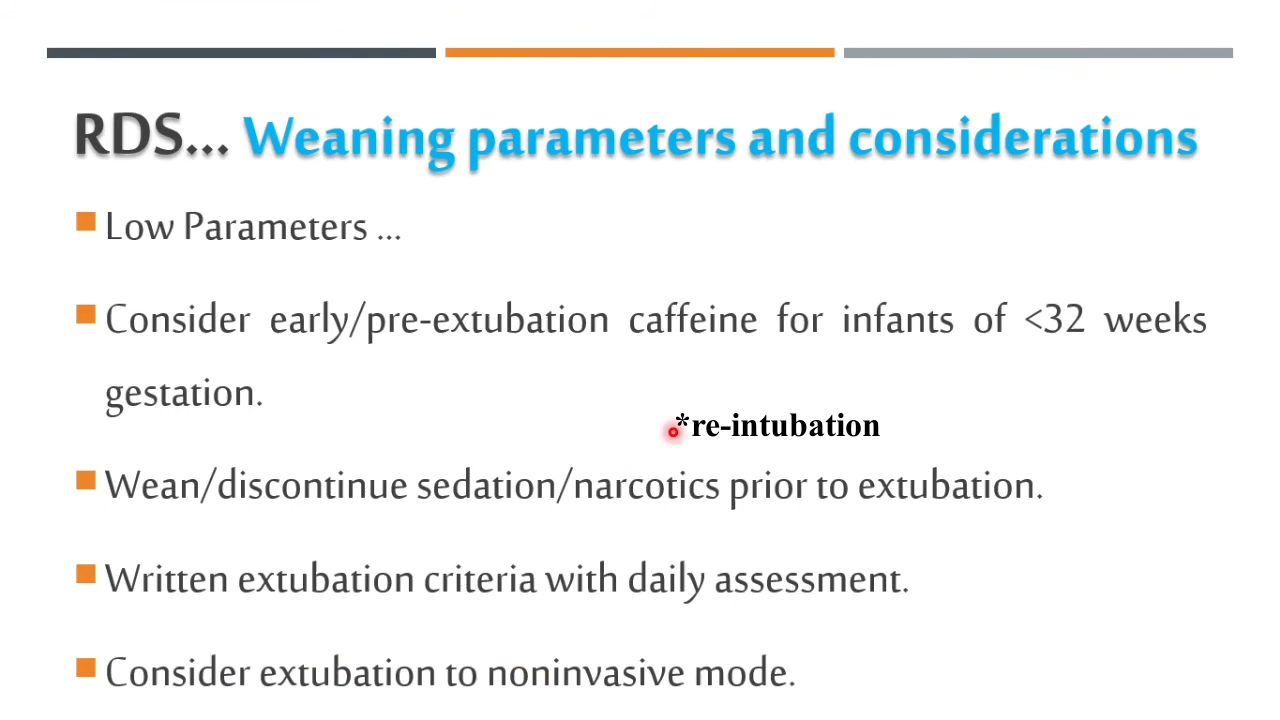 RDS... Weaning parameters and considerations
Low Parameters ...
Consider early/pre-extubation caffeine for infants of <32 weeks
gestation.
*re-intubation
Wean/discontinue sedation/narcotics prior to extubation.
Written extubation criteria with daily assessment.
Consider extubation to noninvasive mode.